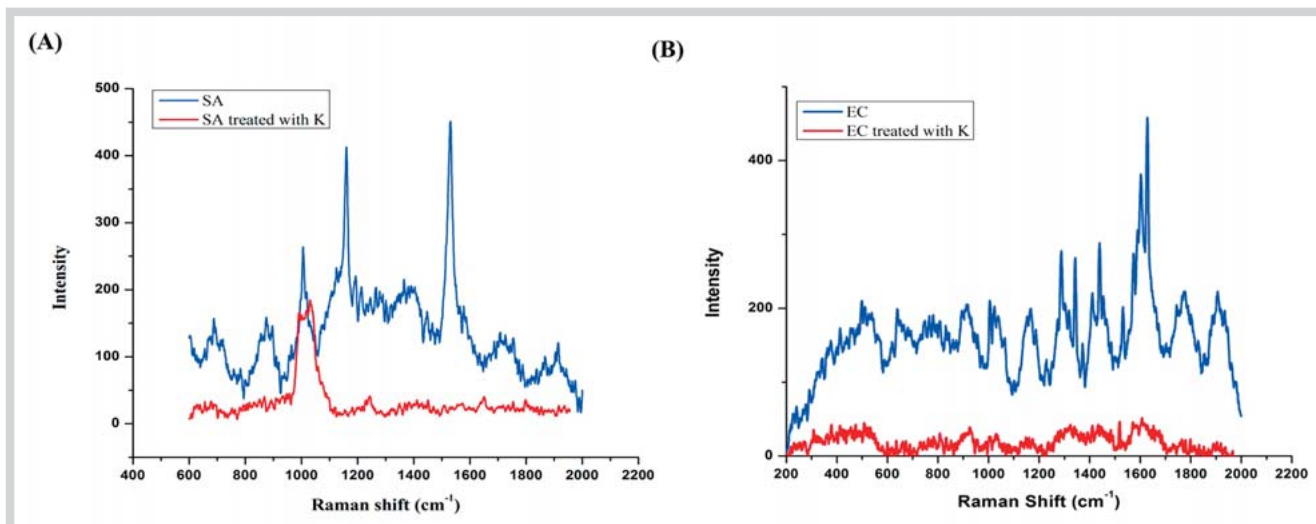 (A)
500
SA
SA treated with K
400
300
200
100
0
Intensity
400 600 800 1000 1200 1400 1600 1800 2000 2200
Raman shift (cm⁻¹)
(B)
EC
EC treated with K
400
200
0
Intensity
200 400 600 800 1000 1200 1400 1600 1800 2000 2200
Raman Shift (cm⁻¹)